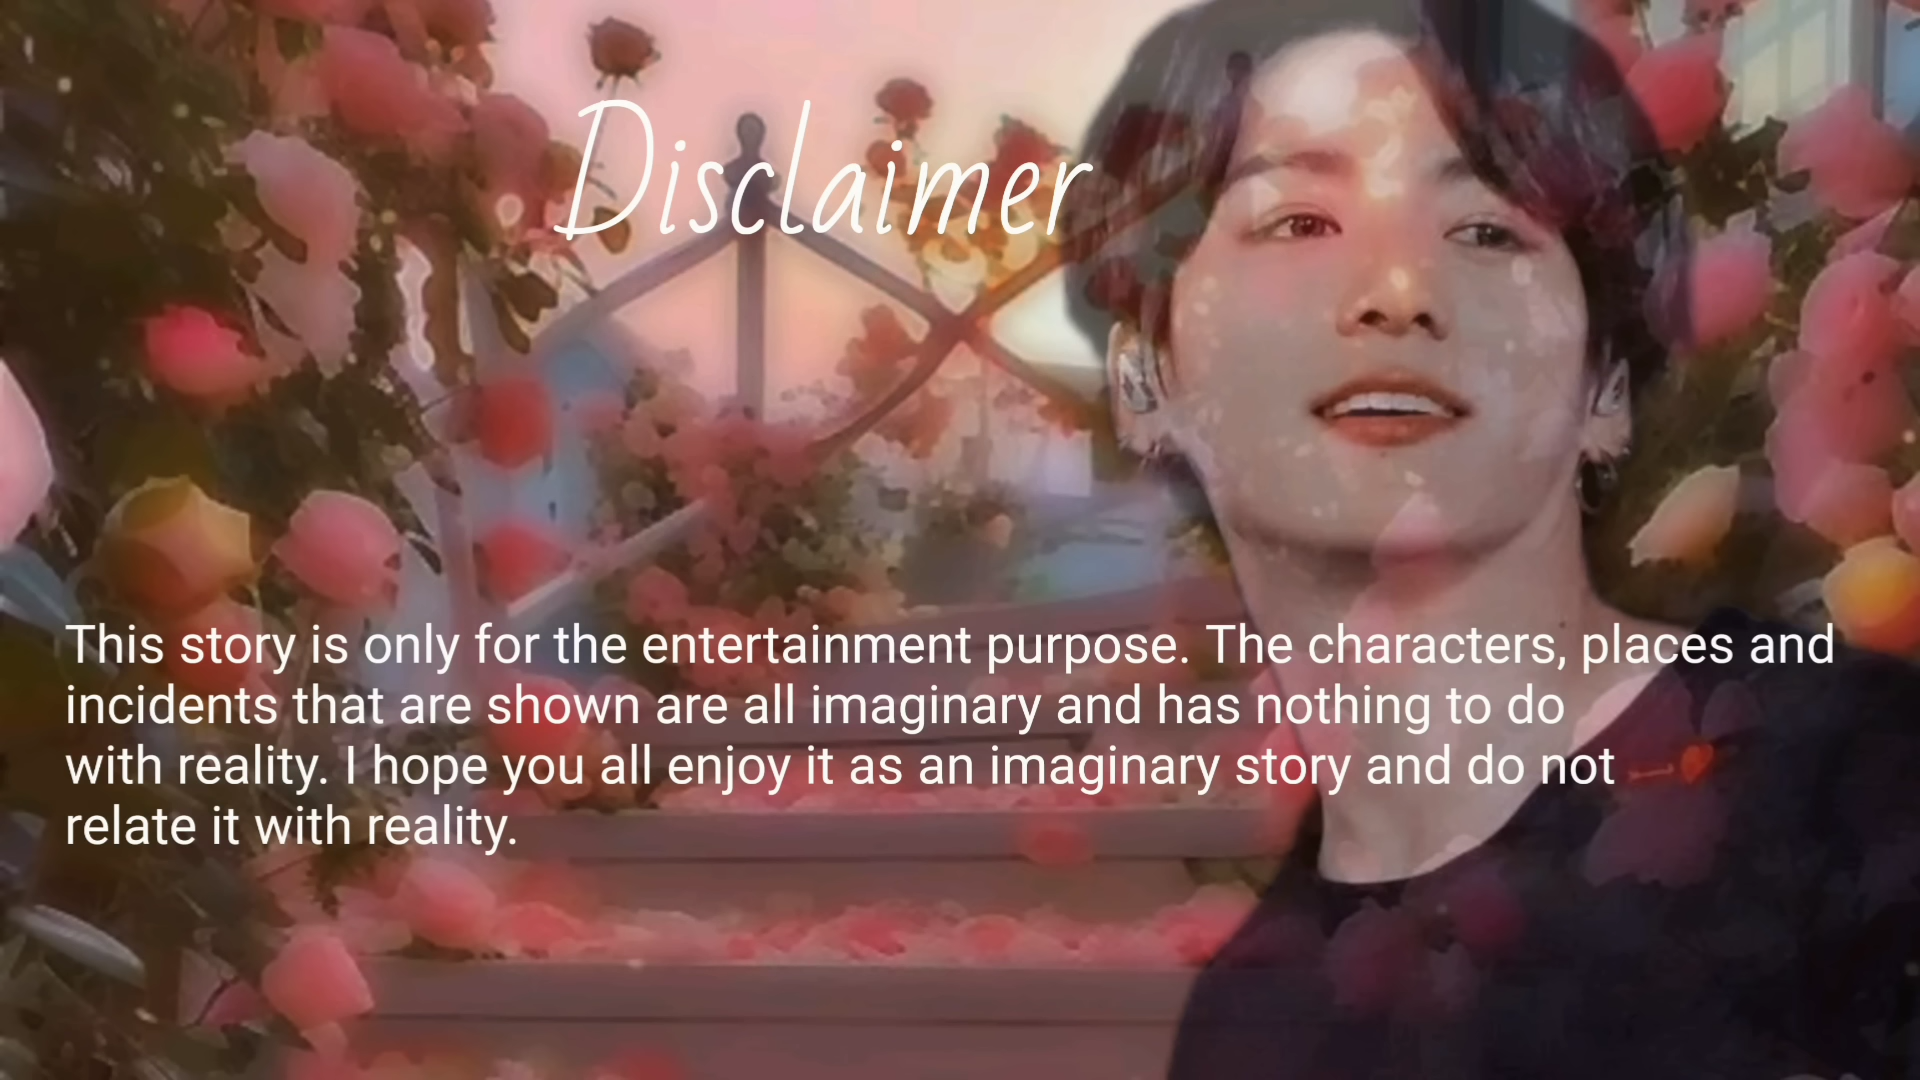 Disclaimer
This story is only for the entertainment purpose. The characters, places and
incidents that are shown are all imaginary and has nothing to do
with reality. I hope you all enjoy it as an imaginary story and do not
relate it with reality.